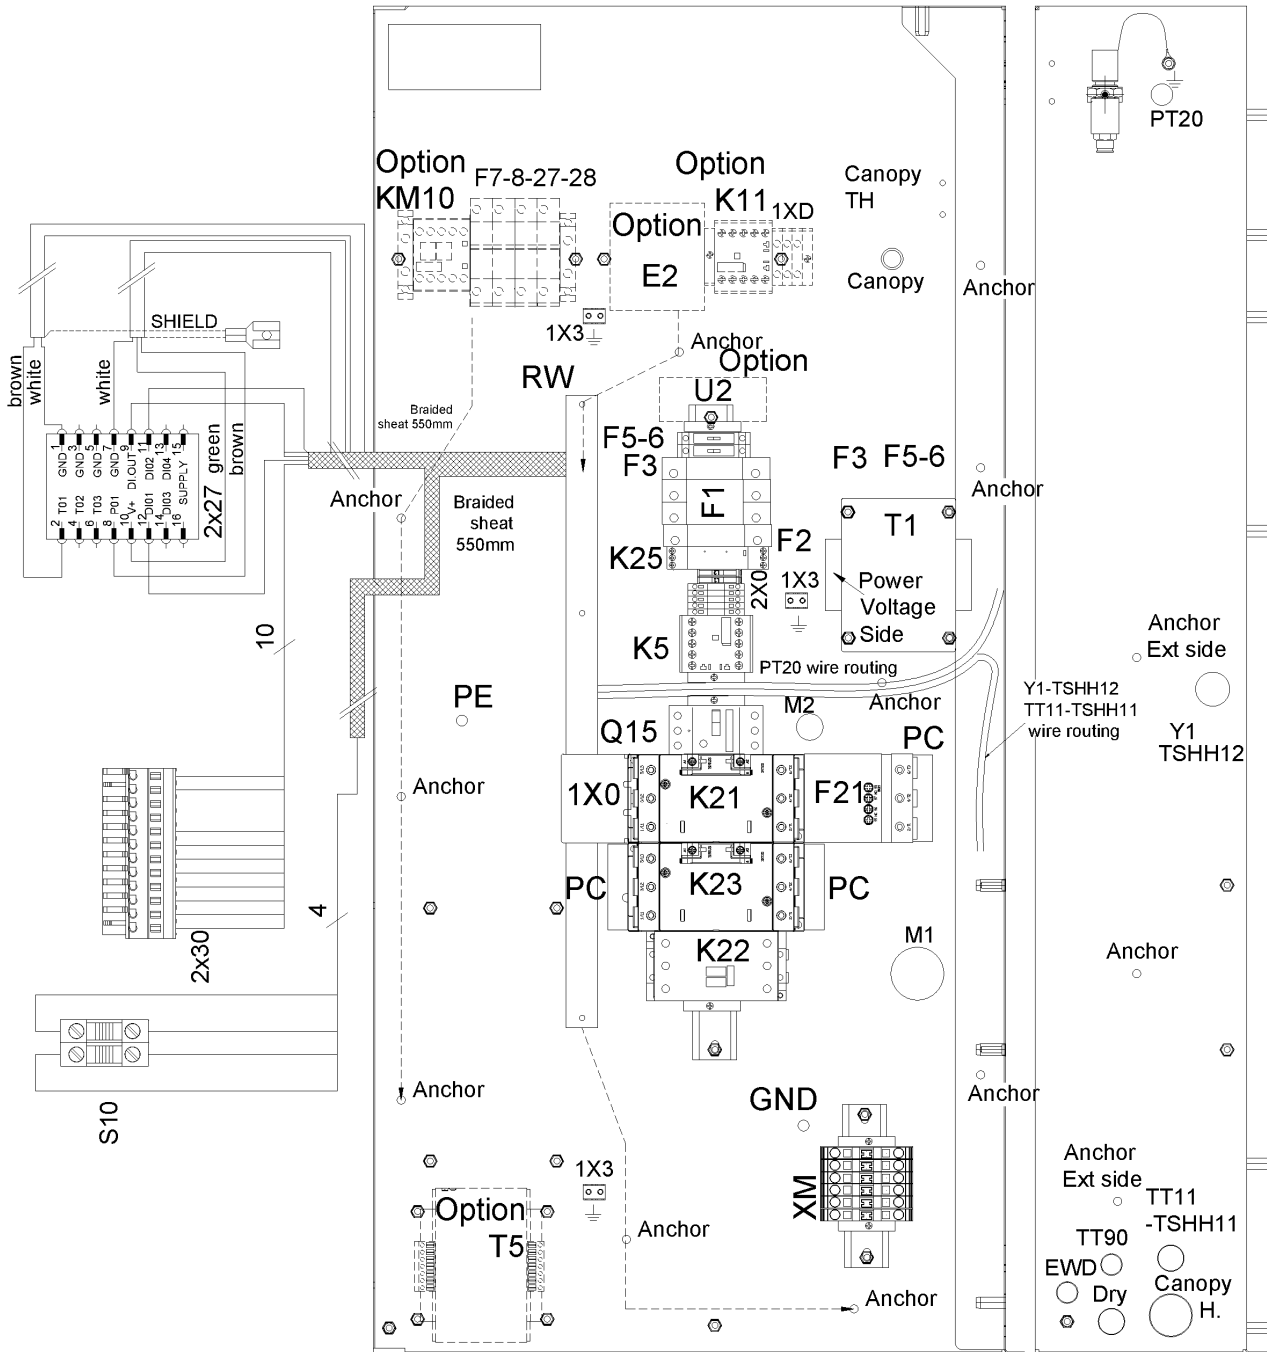 PT20
Option
KM10
F7-8-27-28
Option
K11
1XD
Option
E2
Canopy
TH
Canopy
Anchor
1X3
Anchor
Option
U2
RW
SHIELD
brown
white
white
Braided
sheat 550mm
F5-6
F3
F1
K25
F2
2X0
1X3
F3 F5-6
T1
Power
Voltage
Side
Anchor
1 GND
3 GND
5 GND
7 GND
9 DI.OUT
11 DI02
13 DI04
15 SUPPLY
2 T01
4 T02
6 T03
8 P01
10 V+
12 DI01
14 DI03
16
2x27
green
brown
Anchor
Braided
sheat
550mm
10
K5
PT20 wire routing
Anchor
Anchor
Ext side
Y1-TSHH12
TT11-TSHH11
wire routing
Y1
TSHH12
PE
M2
Q15
PC
1X0
K21
F21
Anchor
PC
K23
PC
K22
M1
Anchor
4
2x30
S10
Anchor
GND
Anchor
XM
1X3
Option
T5
Anchor
Anchor
Anchor
Ext side
TT11
-TSHH11
TT90
EWD
Dry
Canopy
H.